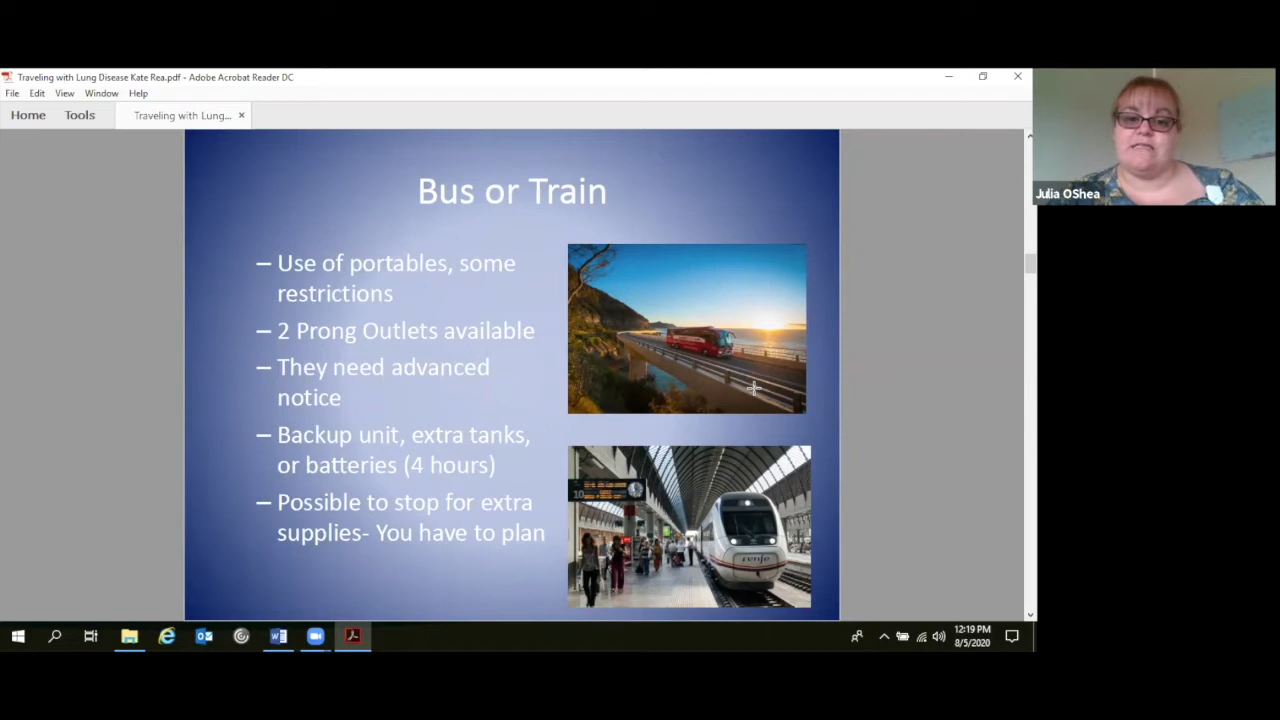 Traveling with Lung Disease Kate Rea.pdf - Adobe Acrobat Reader DC
File Edit View Window Help
Home Tools Traveling with Lung...
Bus or Train
– Use of portables, some
restrictions
– 2 Prong Outlets available
– They need advanced
notice
– Backup unit, extra tanks,
or batteries (4 hours)
– Possible to stop for extra
supplies- You have to plan
10
renfe
Julia OShea
12:19 PM
8/5/2020